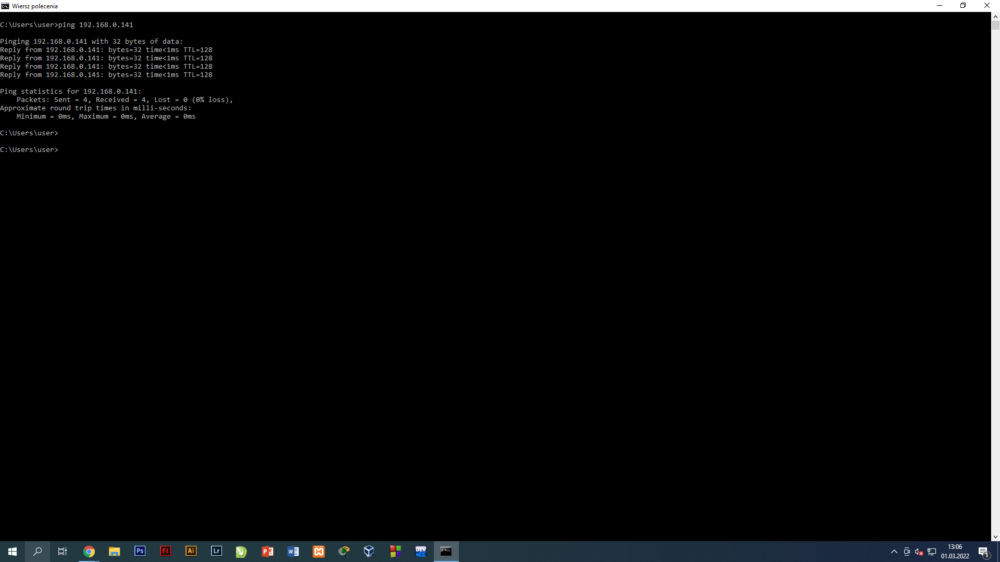 Wiersz polecenia
C:\Users\user>ping 192.168.0.141
Pinging 192.168.0.141 with 32 bytes of data:
Reply from 192.168.0.141: bytes=32 time<1ms TTL=128
Reply from 192.168.0.141: bytes=32 time<1ms TTL=128
Reply from 192.168.0.141: bytes=32 time<1ms TTL=128
Reply from 192.168.0.141: bytes=32 time<1ms TTL=128
Ping statistics for 192.168.0.141:
Packets: Sent = 4, Received = 4, Lost = 0 (0% loss),
Approximate round trip times in milli-seconds:
Minimum = 0ms, Maximum = 0ms, Average = 0ms
C:\Users\user>
C:\Users\user>
Ps
Fl
Ai
Lr
P
W
DEV
C++
13:06
01.03.2022
1